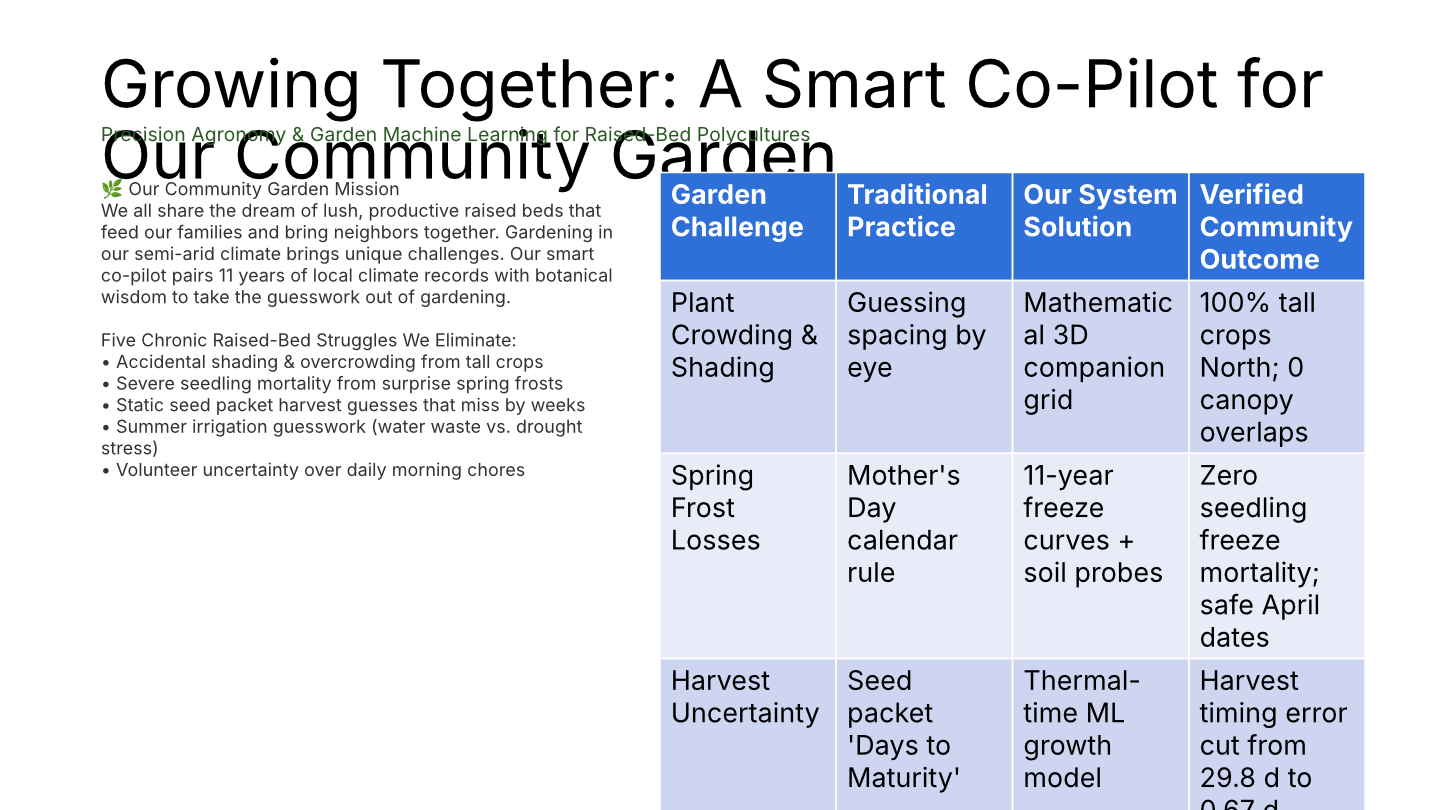 Growing Together: A Smart Co-Pilot for
Our Community Garden
Precision Agronomy & Garden Machine Learning for Raised-Bed Polycultures
🌿 Our Community Garden Mission
We all share the dream of lush, productive raised beds that
feed our families and bring neighbors together. Gardening in
our semi-arid climate brings unique challenges. Our smart
co-pilot pairs 11 years of local climate records with botanical
wisdom to take the guesswork out of gardening.
Five Chronic Raised-Bed Struggles We Eliminate:
• Accidental shading & overcrowding from tall crops
• Severe seedling mortality from surprise spring frosts
• Static seed packet harvest guesses that miss by weeks
• Summer irrigation guesswork (water waste vs. drought
stress)
• Volunteer uncertainty over daily morning chores
Garden
Challenge
Traditional
Practice
Our System
Solution
Verified
Community
Outcome
Plant
Crowding &
Shading
Guessing
spacing by
eye
Mathematic
al 3D
companion
grid
100% tall
crops
North; 0
canopy
overlaps
Spring
Frost
Losses
Mother's
Day
calendar
rule
11-year
freeze
curves +
soil probes
Zero
seedling
freeze
mortality;
safe April
dates
Harvest
Uncertainty
Seed
packet
'Days to
Maturity'
Thermal-
time ML
growth
model
Harvest
timing error
cut from
29.8 d to
0.67 d